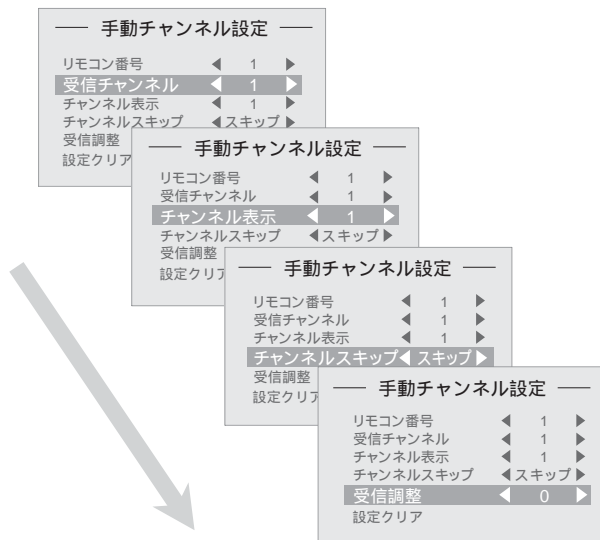 手動チャンネル設定
リモコン番号 ◀ 1 ▶
受信チャンネル ◀ 1 ▶
チャンネル表示 ◀ 1 ▶
チャンネルスキップ ◀スキップ▶
受信調整
設定クリア
手動チャンネル設定
リモコン番号 ◀ 1 ▶
受信チャンネル ◀ 1 ▶
チャンネル表示 ◀ 1 ▶
チャンネルスキップ ◀スキップ▶
受信調整
設定クリア
手動チャンネル設定
リモコン番号 ◀ 1 ▶
受信チャンネル ◀ 1 ▶
チャンネル表示 ◀ 1 ▶
チャンネルスキップ◀ スキップ▶
受信調整
設定クリア
手動チャンネル設定
リモコン番号 ◀ 1 ▶
受信チャンネル ◀ 1 ▶
チャンネル表示 ◀ 1 ▶
チャンネルスキップ ◀スキップ▶
受信調整 ◀ 0 ▶
設定クリア